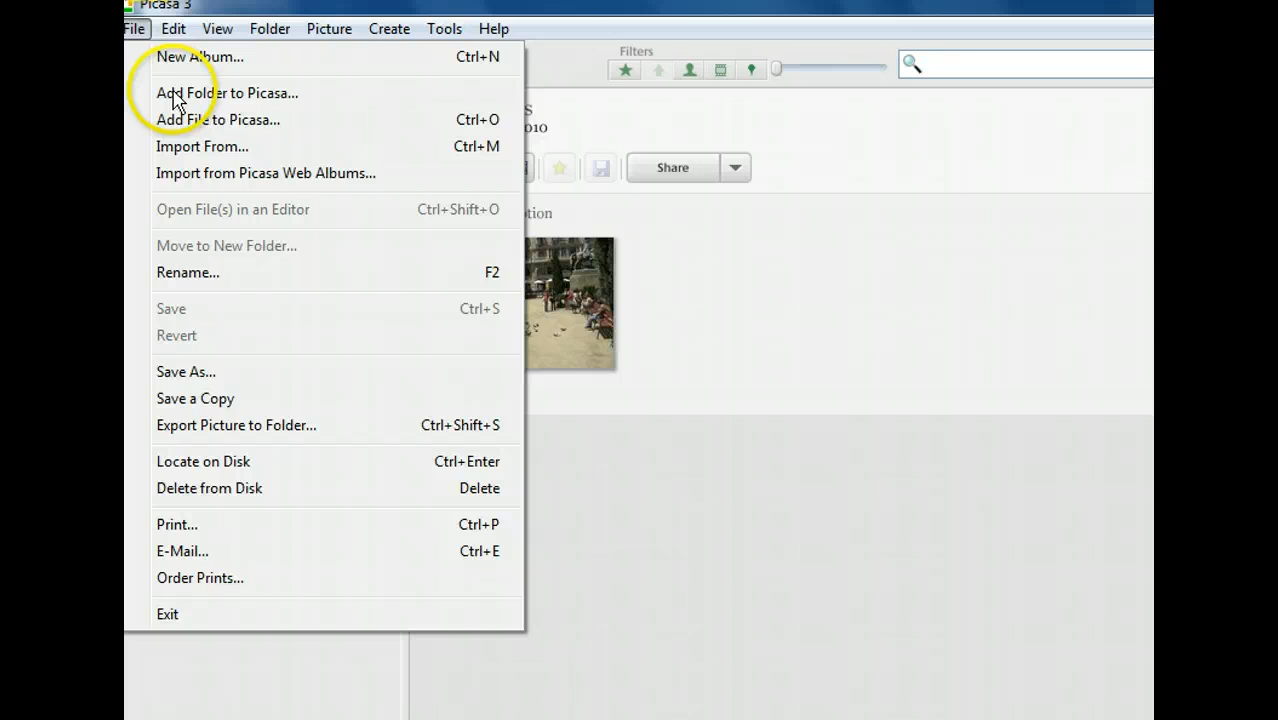 Picasa 3
File Edit View Folder Picture Create Tools Help
New Album... Ctrl+N
Add Folder to Picasa...
Add File to Picasa... Ctrl+O
Import From... Ctrl+M
Import from Picasa Web Albums...
Open File(s) in an Editor Ctrl+Shift+O
Move to New Folder...
Rename... F2
Save Ctrl+S
Revert
Save As...
Save a Copy
Export Picture to Folder... Ctrl+Shift+S
Locate on Disk Ctrl+Enter
Delete from Disk Delete
Print... Ctrl+P
E-Mail... Ctrl+E
Order Prints...
Exit
Filters
S
010
Share
tion